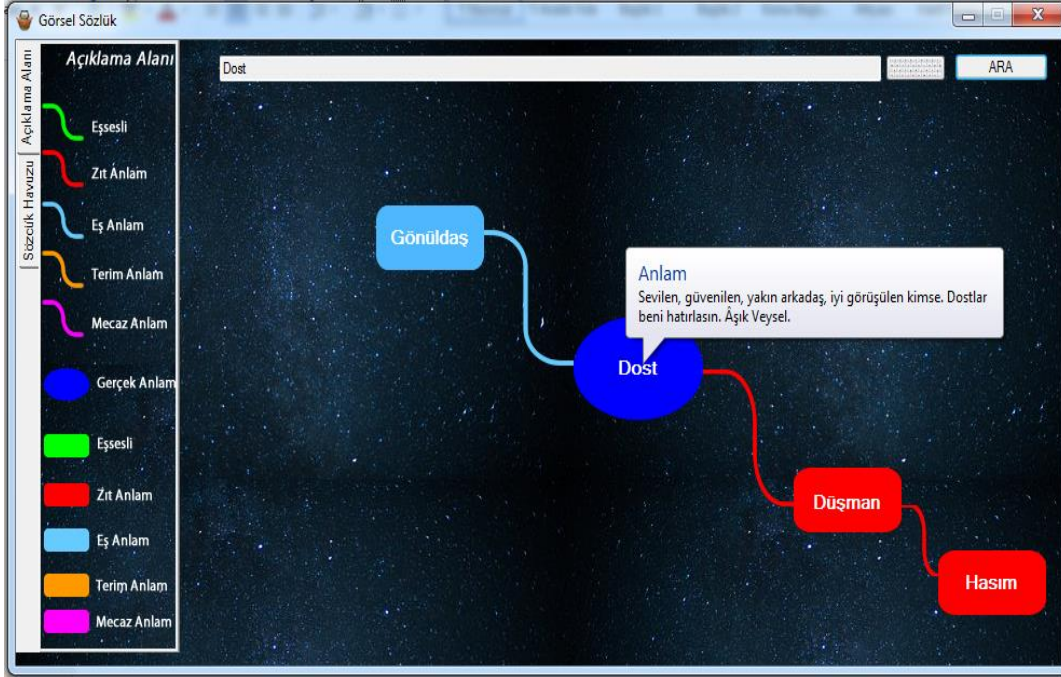 Görsel Sözlük
Açıklama Alanı
Sözcük Havuzu
Açıklama Alanı
Eşsesli
Zıt Anlam
Eş Anlam
Terim Anlam
Mecaz Anlam
Gerçek Anlam
Eşsesli
Zıt Anlam
Eş Anlam
Terim Anlam
Mecaz Anlam
Dost
ARA
Gönüldaş
Anlam
Sevilen, güvenilen, yakın arkadaş, iyi görüşülen kimse. Dostlar
beni hatırlasın. Âşık Veysel.
Dost
Düşman
Hasım